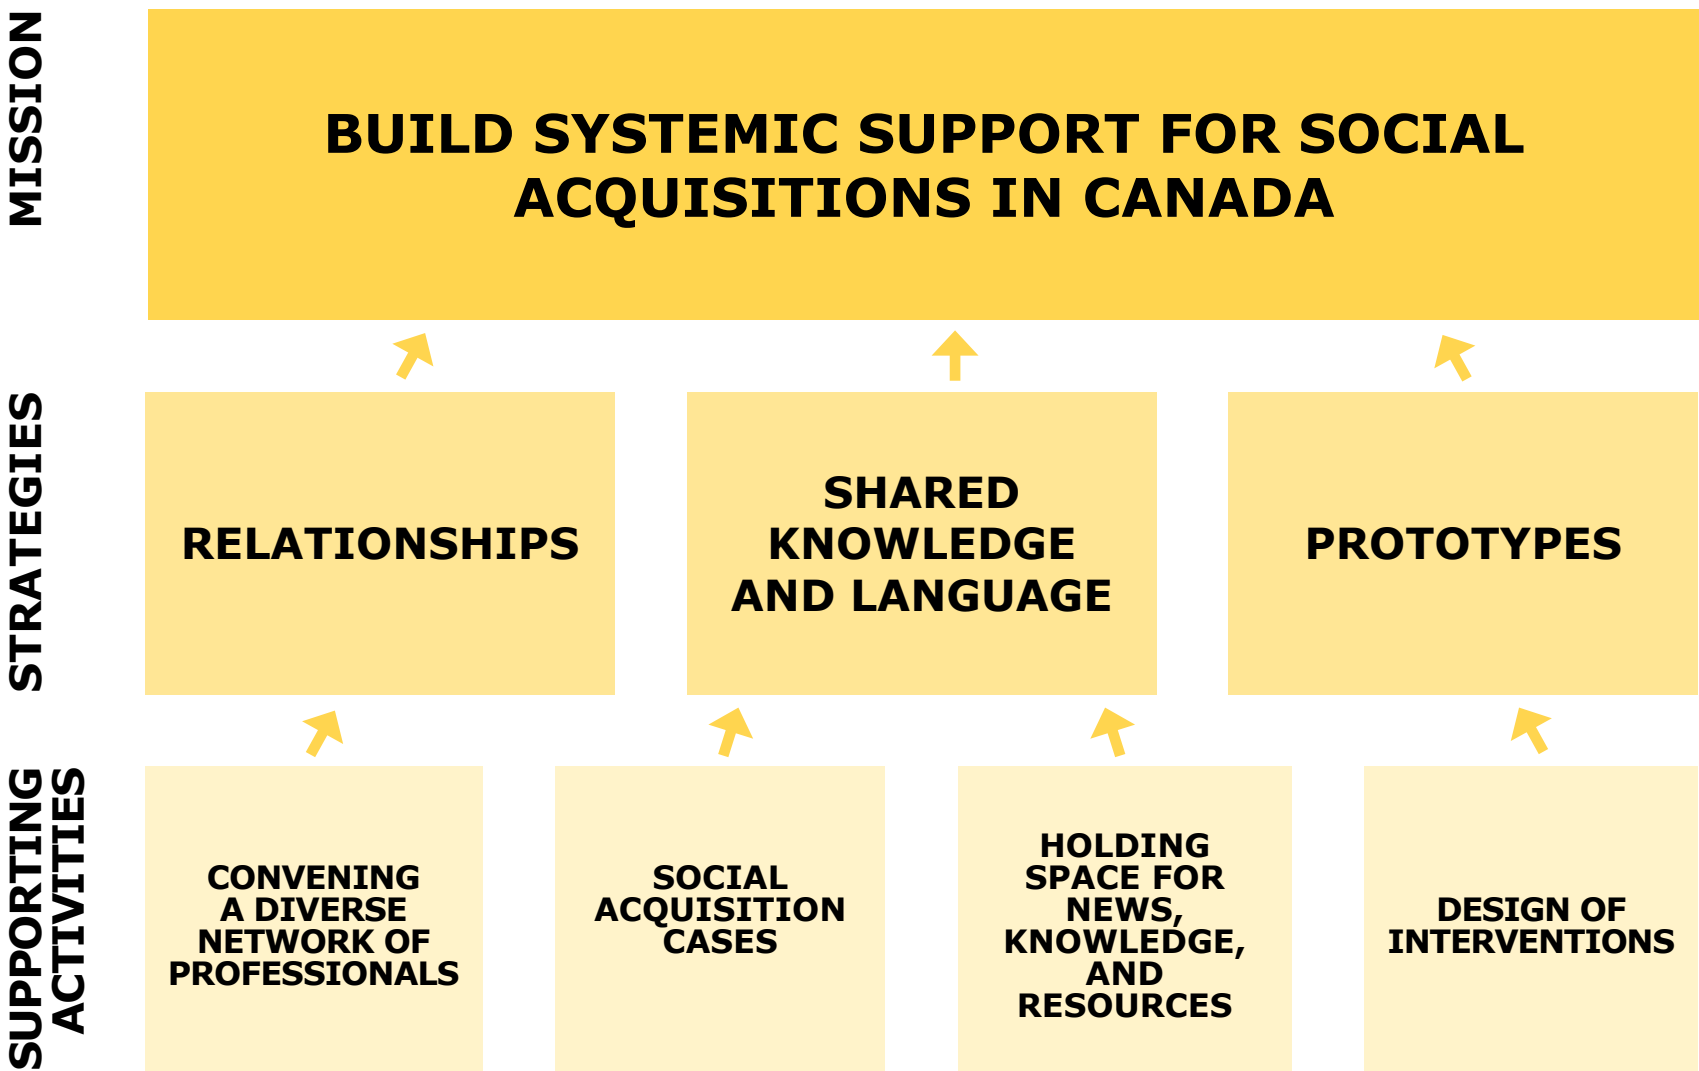 MISSION
BUILD SYSTEMIC SUPPORT FOR SOCIAL
ACQUISITIONS IN CANADA
STRATEGIES
RELATIONSHIPS
SHARED
KNOWLEDGE
AND LANGUAGE
PROTOTYPES
SUPPORTING
ACTIVITIES
CONVENING
A DIVERSE
NETWORK OF
PROFESSIONALS
SOCIAL
ACQUISITION
CASES
HOLDING
SPACE FOR
NEWS,
KNOWLEDGE,
AND
RESOURCES
DESIGN OF
INTERVENTIONS